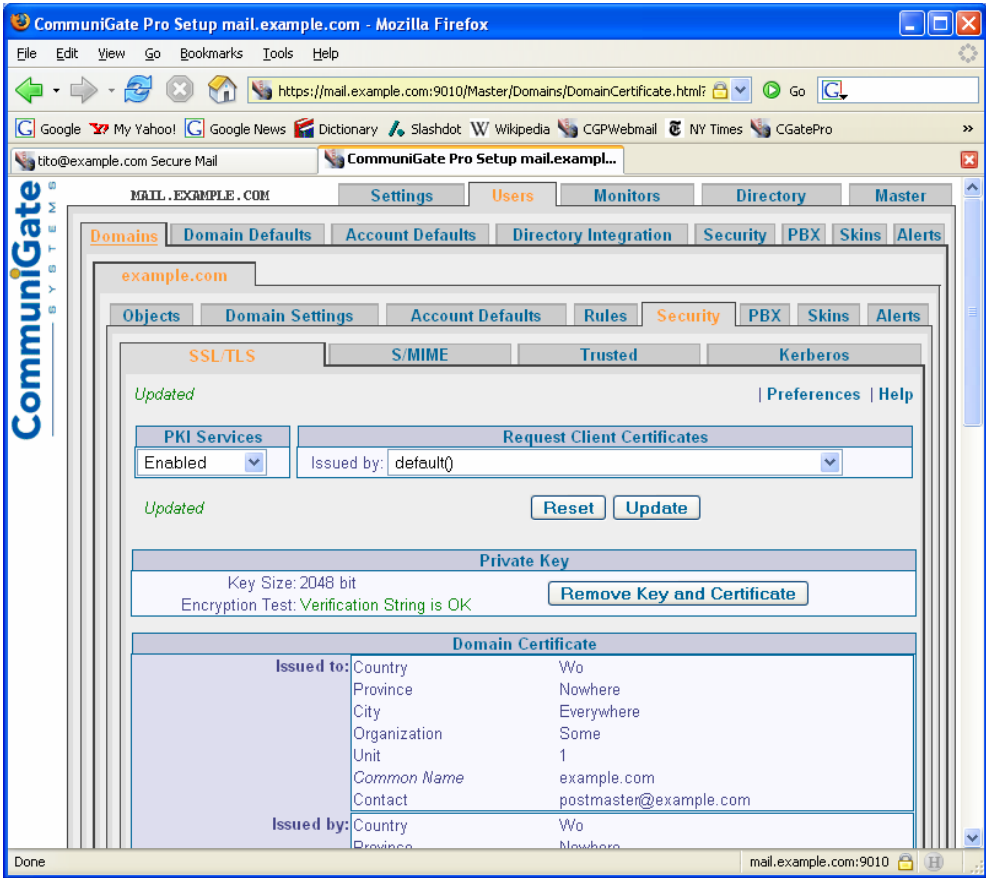 CommuniGate Pro Setup mail.example.com - Mozilla Firefox
File Edit View Go Bookmarks Tools Help
https://mail.example.com:9010/Master/Domains/DomainCertificate.html? Go G
Google My Yahoo! Google News Dictionary Slashdot Wikipedia CGPWebmail NY Times CGatePro »
tito@example.com Secure Mail CommuniGate Pro Setup mail.exampl...
CommuniGate
SYSTEMS
MAIL.EXAMPLE.COM Settings Users Monitors Directory Master
Domains Domain Defaults Account Defaults Directory Integration Security PBX Skins Alerts
example.com
Objects Domain Settings Account Defaults Rules Security PBX Skins Alerts
SSL/TLS S/MIME Trusted Kerberos
Updated | Preferences | Help
PKI Services Request Client Certificates
Enabled Issued by: default()
Updated Reset Update
Private Key
Key Size: 2048 bit
Encryption Test: Verification String is OK
Remove Key and Certificate
Domain Certificate
Issued to: Country Wo
Province Nowhere
City Everywhere
Organization Some
Unit 1
Common Name example.com
Contact postmaster@example.com
Issued by: Country Wo
Province Nowhere
Done mail.example.com:9010